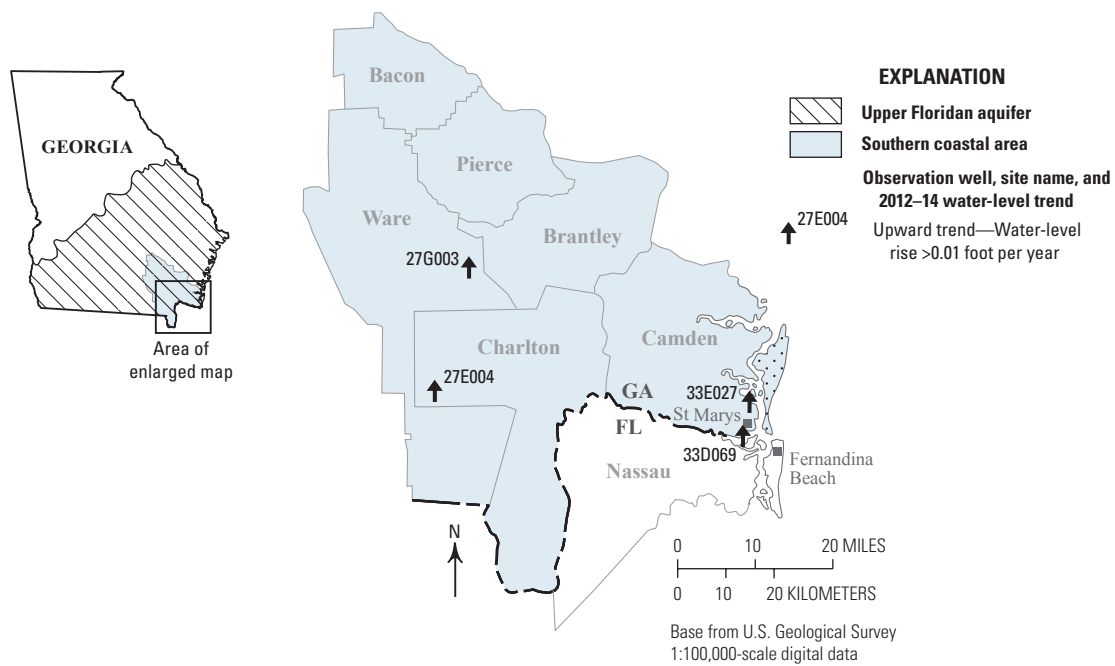 GEORGIA
Area of
enlarged map
Bacon
Pierce
Ware
Brantley
27G003
Charlton
Camden
27E004
33E027
GA
St Marys
FL
33D069
Nassau
Fernandina
Beach
N
0 10 20 MILES
0 10 20 KILOMETERS
Base from U.S. Geological Survey
1:100,000-scale digital data
EXPLANATION
Upper Floridan aquifer
Southern coastal area
Observation well, site name, and
2012–14 water-level trend
27E004
Upward trend—Water-level
rise >0.01 foot per year